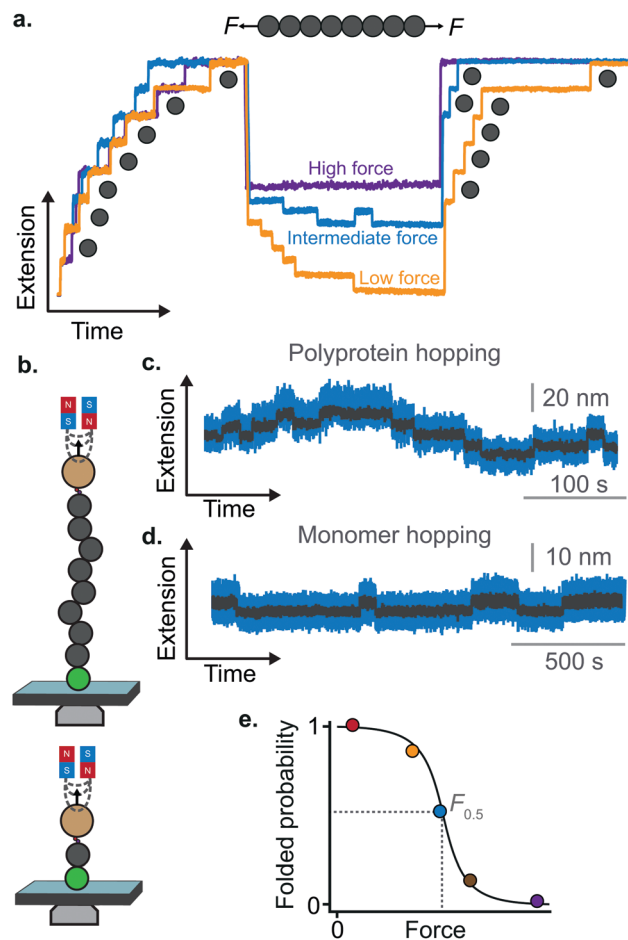 a.
F
F
High force
Intermediate force
Low force
Extension
Time
b.
N
S
S
N
c.
Polyprotein hopping
20 nm
Extension
100 s
Time
d.
Monomer hopping
10 nm
Extension
500 s
Time
N
S
S
N
e.
1
Folded probability
F0.5
0
0
Force